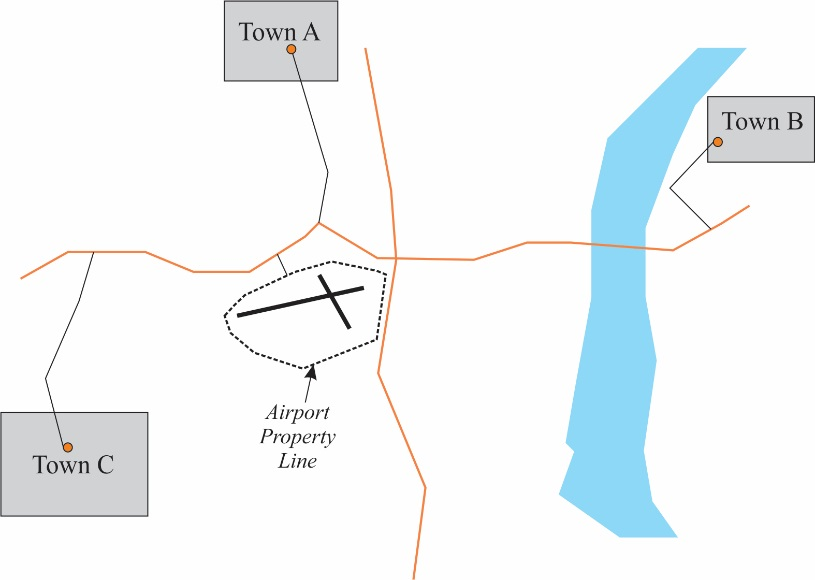 Town A
Town B
Town C
Airport
Property
Line